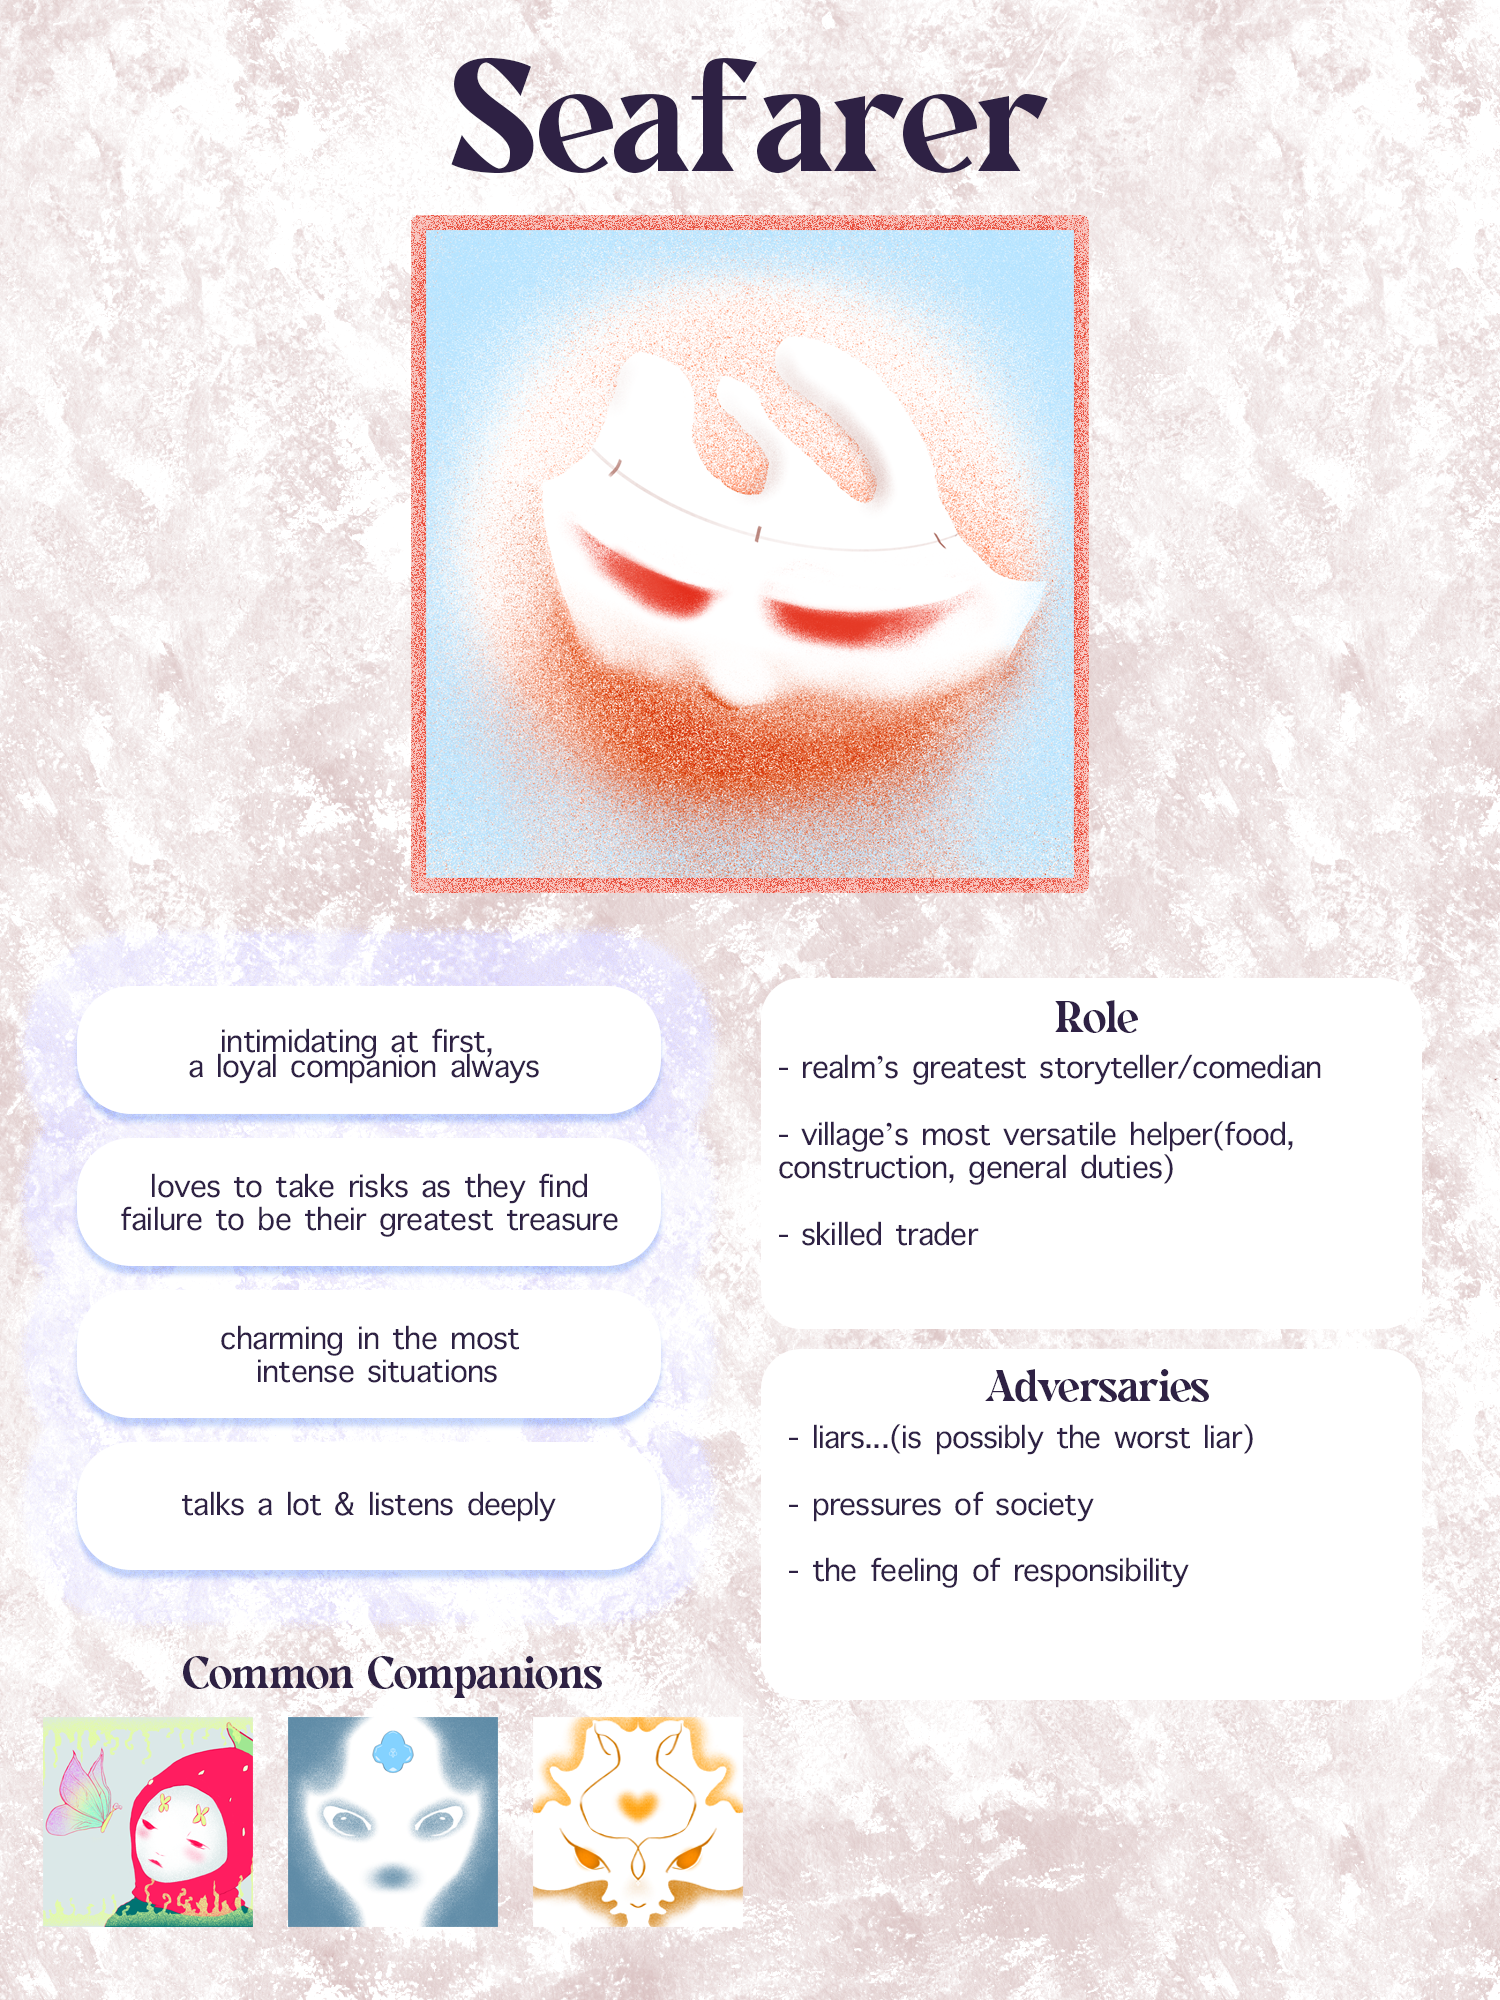 Seafarer
intimidating at first,
a loyal companion always
loves to take risks as they find
failure to be their greatest treasure
charming in the most
intense situations
talks a lot & listens deeply
Common Companions
Role
- realm’s greatest storyteller/comedian
- village’s most versatile helper(food,
construction, general duties)
- skilled trader
Adversaries
- liars...(is possibly the worst liar)
- pressures of society
- the feeling of responsibility